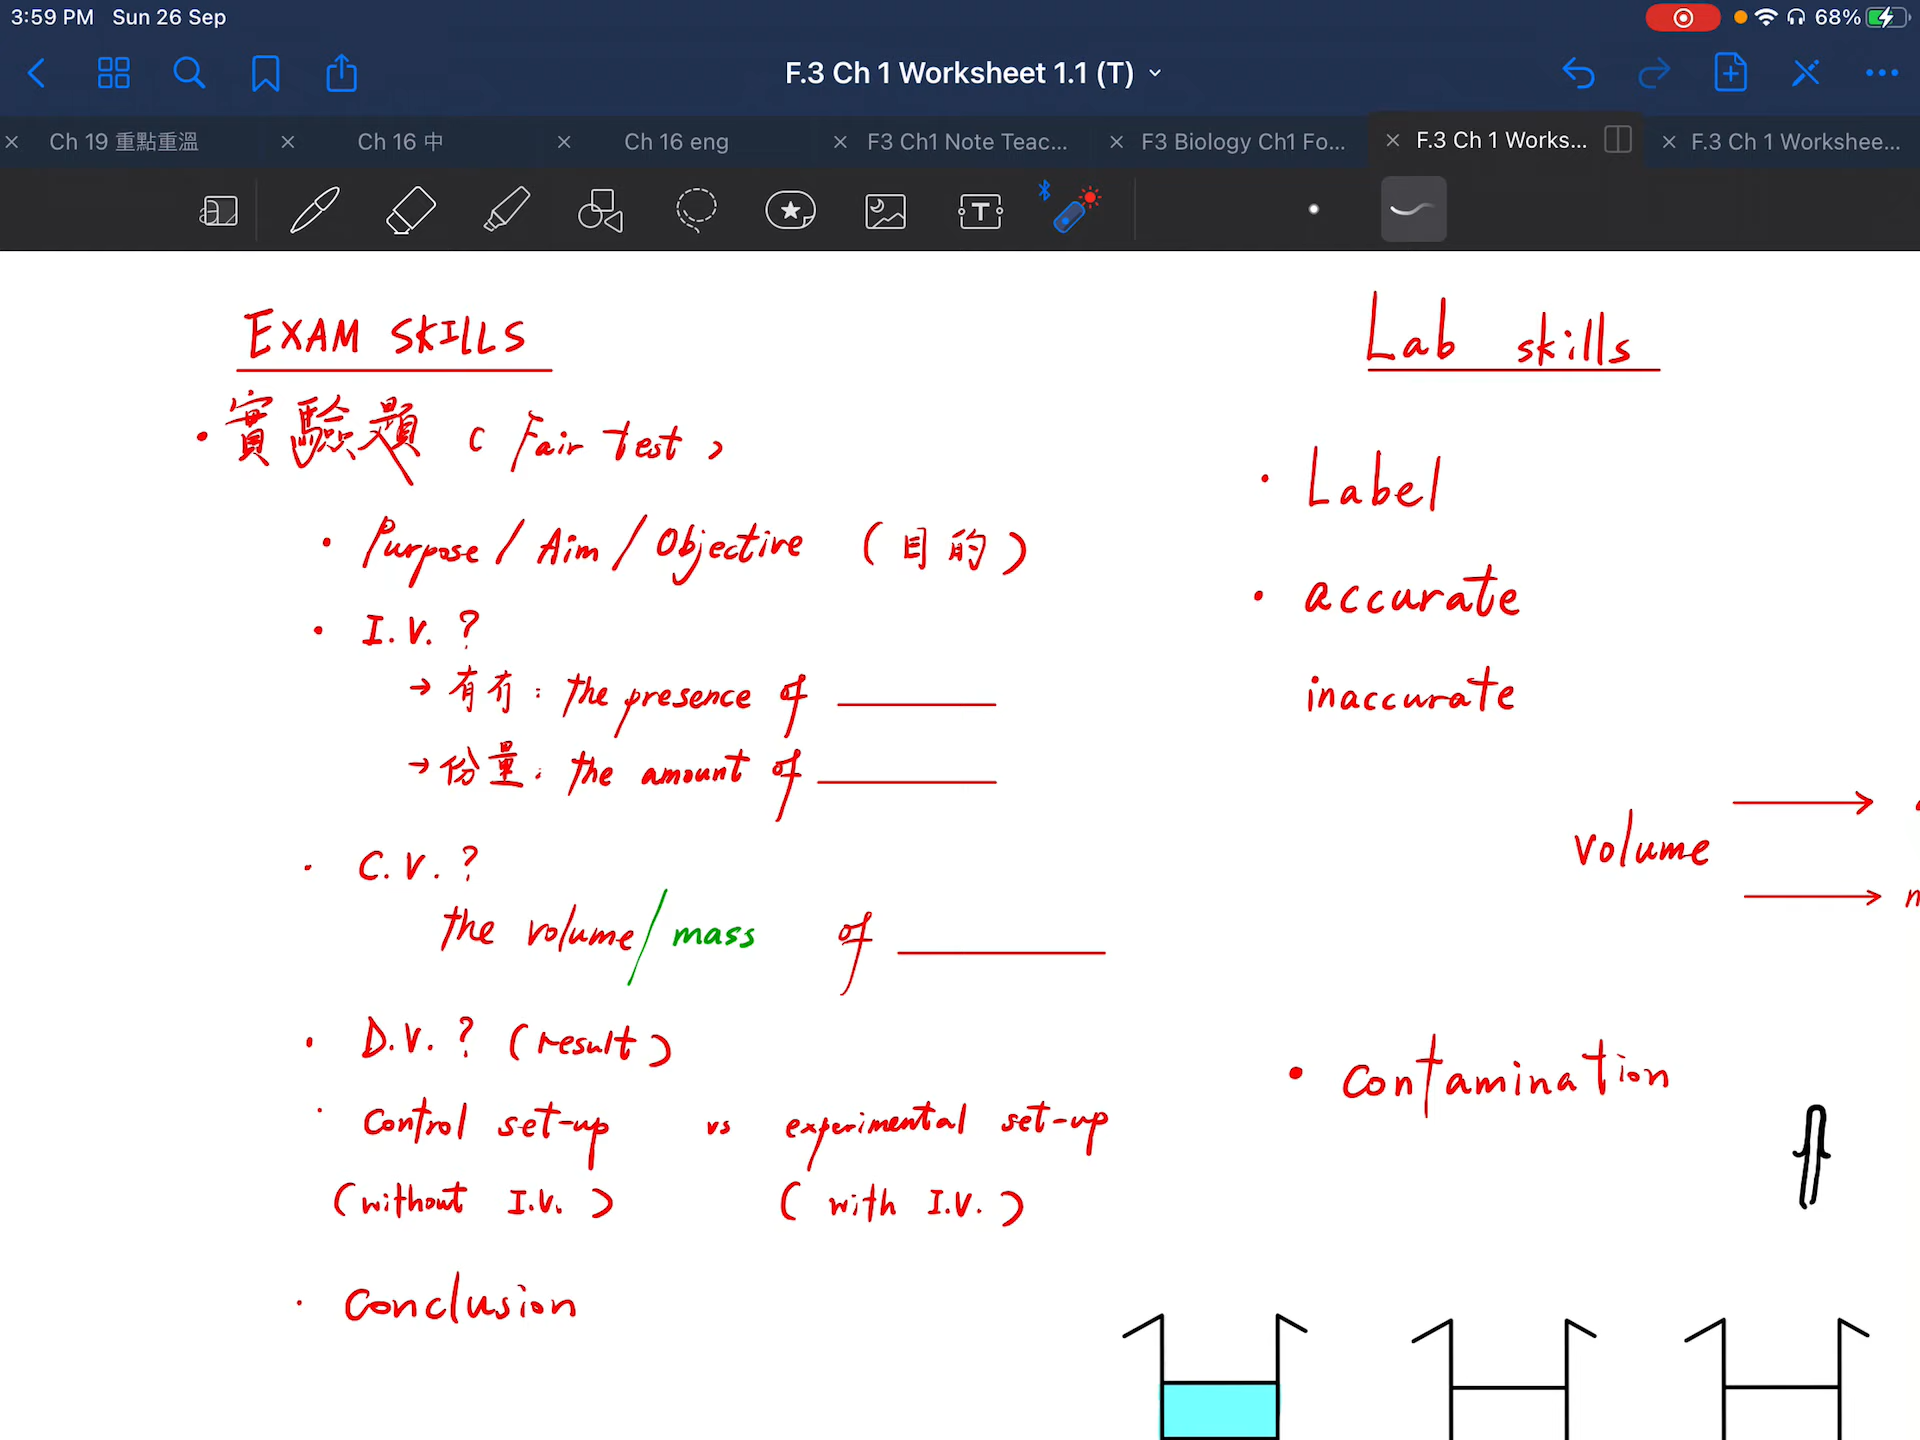 3:59 PM Sun 26 Sep
68%
F.3 Ch 1 Worksheet 1.1 (T)
Ch 19 重點重溫
Ch 16 中
Ch 16 eng
F3 Ch1 Note Teac...
F3 Biology Ch1 Fo...
F.3 Ch 1 Works...
F.3 Ch 1 Workshee...
EXAM SKILLS
• 實驗題 (Fair test)
• Purpose / Aim / Objective (目的)
• I.V. ?
→ 有冇 : the presence of
→ 份量 : the amount of
• C.V. ?
the volume / mass of
• D.V. ? (result)
• control set-up vs experimental set-up
(without I.V.) (with I.V.)
• conclusion
Lab skills
• Label
• accurate
inaccurate
volume
• contamination